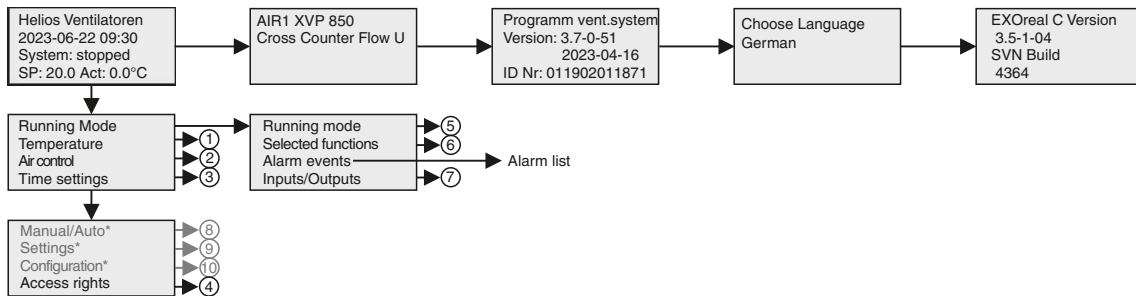 Helios Ventilatoren
2023-06-22 09:30
System: stopped
SP: 20.0 Act: 0.0°C
AIR1 XVP 850
Cross Counter Flow U
Programm vent.system
Version: 3.7-0-51
2023-04-16
ID Nr: 011902011871
Choose Language
German
EXOreal C Version
3.5-1-04
SVN Build
4364
Running Mode
Temperature 1
Air control 2
Time settings 3
Running mode 5
Selected functions 6
Alarm events Alarm list
Inputs/Outputs 7
Manual/Auto* 8
Settings* 9
Configuration* 10
Access rights 4